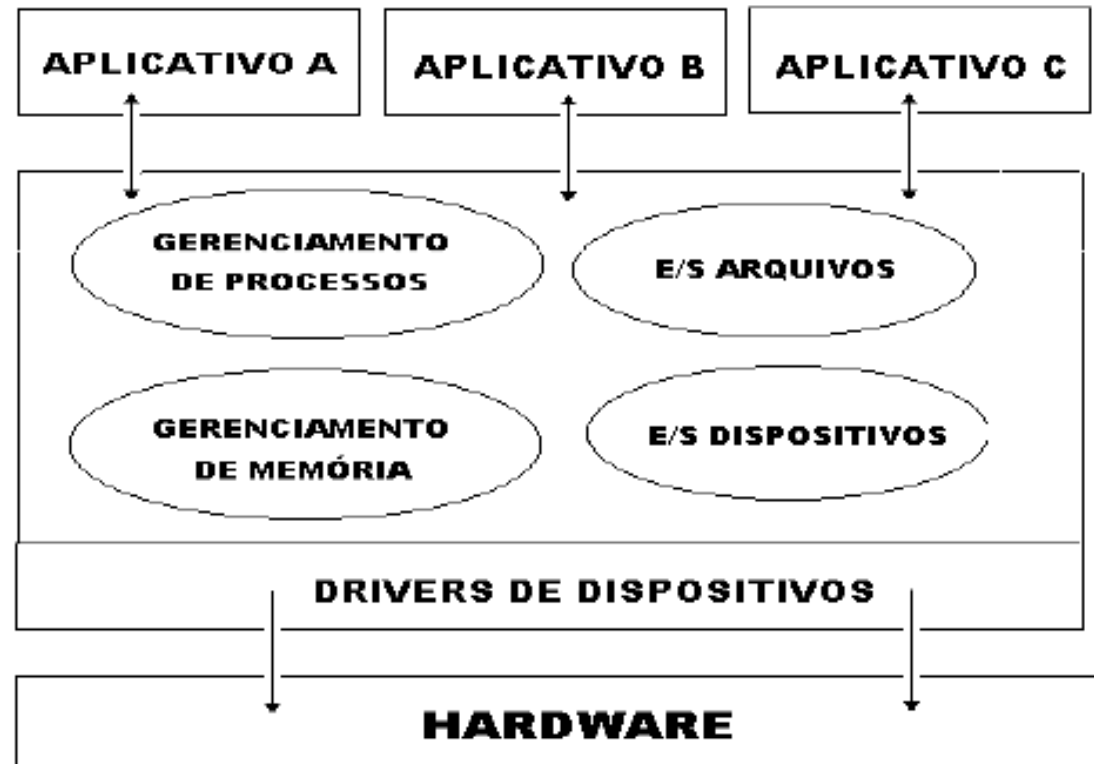 APLICATIVO A
APLICATIVO B
APLICATIVO C
GERENCIAMENTO
DE PROCESSOS
E/S ARQUIVOS
GERENCIAMENTO
DE MEMÓRIA
E/S DISPOSITIVOS
DRIVERS DE DISPOSITIVOS
HARDWARE